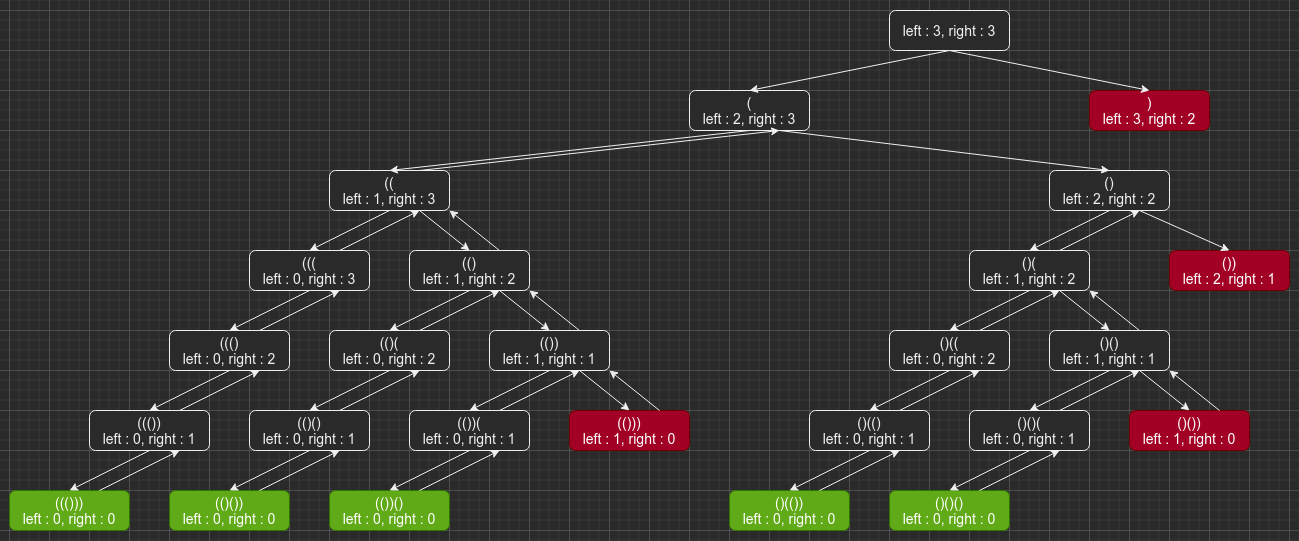 left : 3, right : 3
(
left : 2, right : 3
)
left : 3, right : 2
((
left : 1, right : 3
()
left : 2, right : 2
(((
left : 0, right : 3
(()
left : 1, right : 2
()(
left : 1, right : 2
())
left : 2, right : 1
((()
left : 0, right : 2
(()(
left : 0, right : 2
(())
left : 1, right : 1
()((
left : 0, right : 2
()()
left : 1, right : 1
((())
left : 0, right : 1
(()()
left : 0, right : 1
(())(
left : 0, right : 1
(()))
left : 1, right : 0
()(()
left : 0, right : 1
()()(
left : 0, right : 1
()())
left : 1, right : 0
((()))
left : 0, right : 0
(()())
left : 0, right : 0
(())()
left : 0, right : 0
()(())
left : 0, right : 0
()()()
left : 0, right : 0